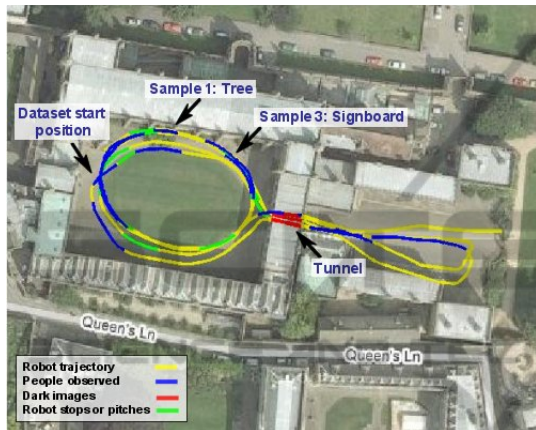 Sample 1: Tree
Dataset start
position
Sample 3: Signboard
Tunnel
Queen's Ln
Queen's Ln
Robot trajectory
People observed
Dark images
Robot stops or pitches